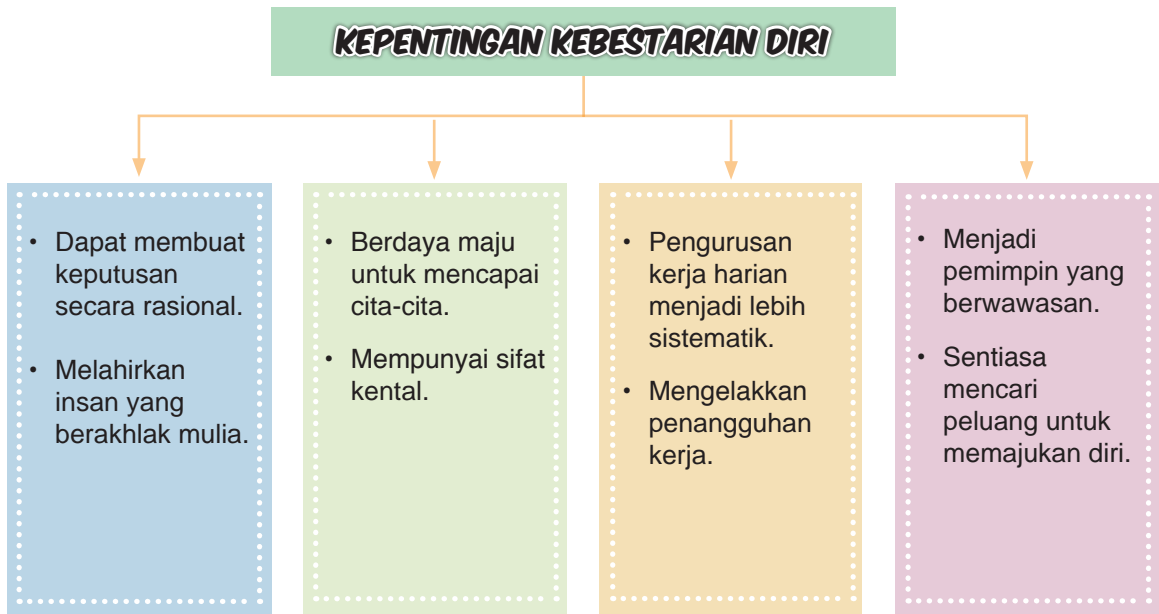 KEPENTINGAN KEBESTARIAN DIRI
• Dapat membuat
keputusan
secara rasional.
• Melahirkan
insan yang
berakhlak mulia.
• Berdaya maju
untuk mencapai
cita-cita.
• Mempunyai sifat
kental.
• Pengurusan
kerja harian
menjadi lebih
sistematik.
• Mengelakkan
penangguhan
kerja.
• Menjadi
pemimpin yang
berwawasan.
• Sentiasa
mencari
peluang untuk
memajukan diri.